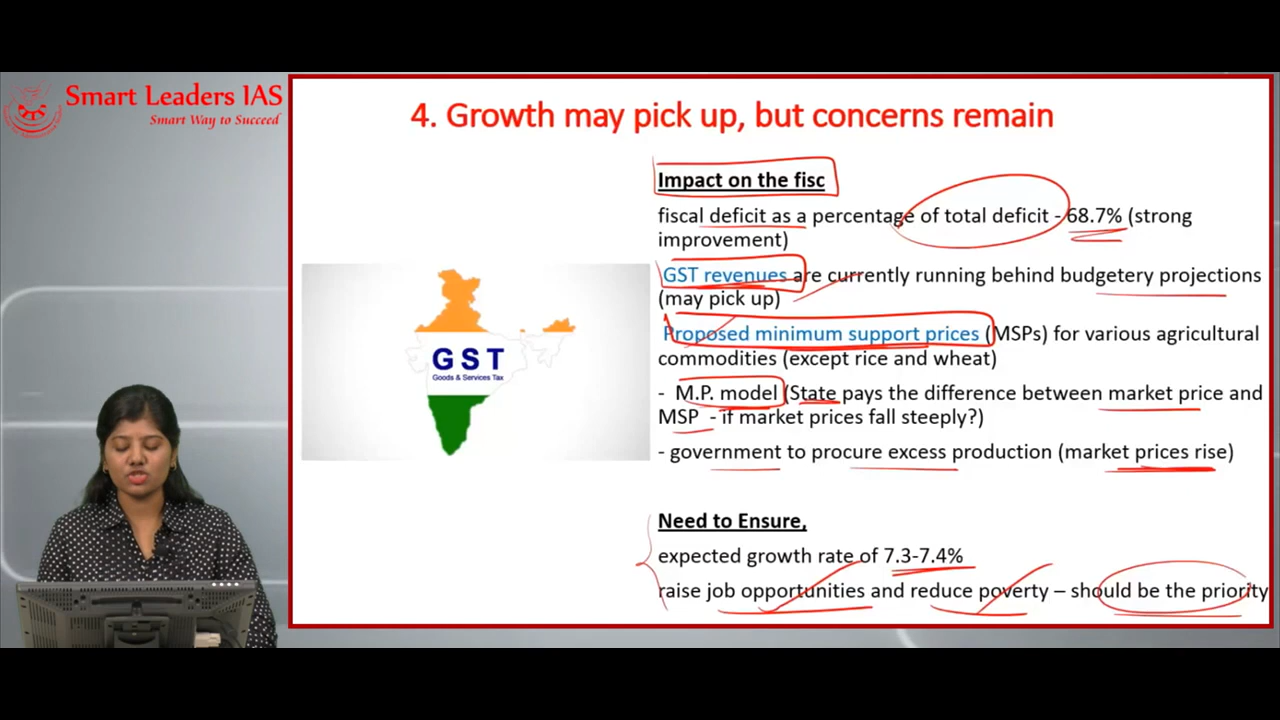 Smart Leaders IAS
Smart Way to Succeed
4. Growth may pick up, but concerns remain
Impact on the fisc
fiscal deficit as a percentage of total deficit - 68.7% (strong
improvement)
GST revenues are currently running behind budgetery projections
(may pick up)
Proposed minimum support prices (MSPs) for various agricultural
commodities (except rice and wheat)
- M.P. model (State pays the difference between market price and
MSP - if market prices fall steeply?)
- government to procure excess production (market prices rise)
Need to Ensure,
expected growth rate of 7.3-7.4%
raise job opportunities and reduce poverty – should be the priority
GST
Goods & Services Tax